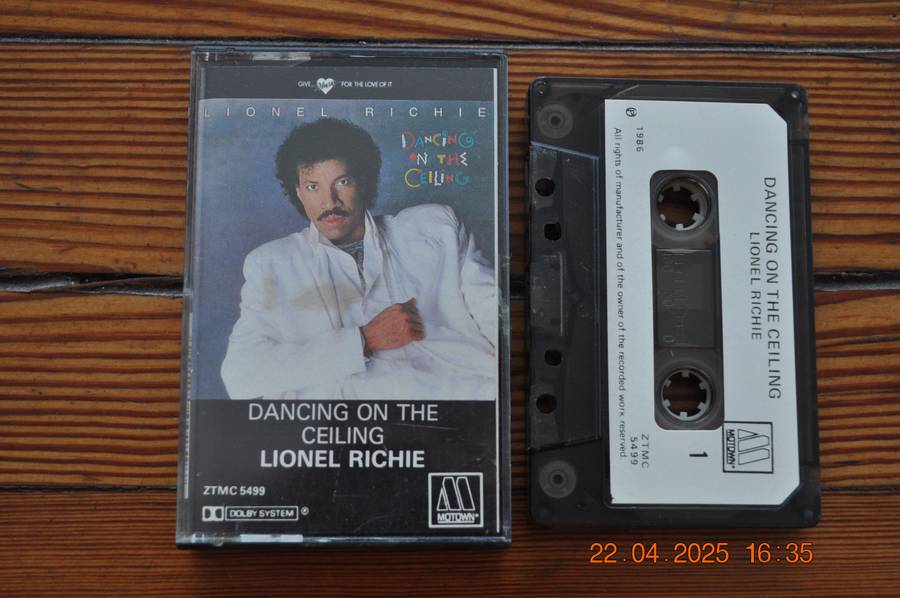 GIVE... FOR THE LOVE OF IT
LIONEL RICHIE
DANCING
ON THE
CEILING
DANCING ON THE
CEILING
LIONEL RICHIE
ZTMC 5499
DOLBY SYSTEM ®
MOTOWN
℗ 1986
All rights of manufacturer and of the owner of the recorded work reserved.
DANCING ON THE CEILING
LIONEL RICHIE
ZTMC
5499
1
MOTOWN
22.04.2025 16:35